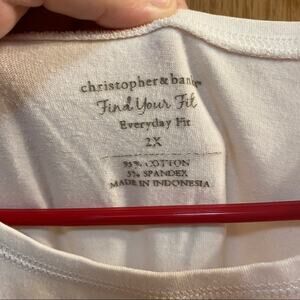 christopher & banks
Find Your Fit
Everyday Fit
2X
95% COTTON
5% SPANDEX
MADE IN INDONESIA